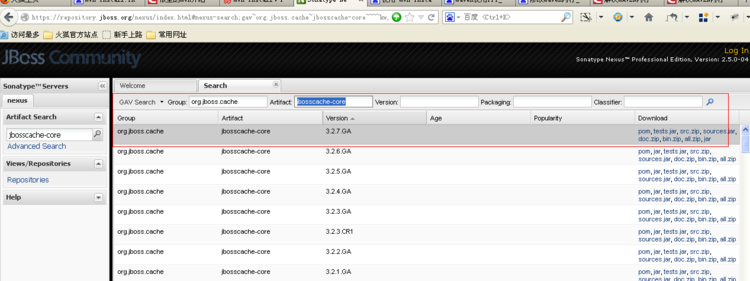 https://repository.jboss.org/nexus/index.html#nexus-search;gav~org.jboss.cache~jbosscache-core~~~~kw,
百度 <Ctrl+K>
访问最多 火狐官方站点 新手上路 常用网址
JBoss Community
Log In
Sonatype Nexus™ Professional Edition, Version: 2.5.0-04
Sonatype™ Servers
nexus
Artifact Search
jbosscache-core
Advanced Search
Views/Repositories
Repositories
Help
Welcome
Search
GAV Search Group: org.jboss.cache Artifact: jbosscache-core Version: Packaging: Classifier:
Group Artifact Version Age Popularity Download
org.jboss.cache jbosscache-core 3.2.7.GA pom, tests.jar, src.zip, sources.jar,
doc.zip, bin.zip, all.zip, jar
org.jboss.cache jbosscache-core 3.2.6.GA pom, jar, tests.jar, src.zip,
sources.jar, doc.zip, bin.zip, all.zip
org.jboss.cache jbosscache-core 3.2.5.GA pom, jar, tests.jar, src.zip,
sources.jar, doc.zip, bin.zip, all.zip
org.jboss.cache jbosscache-core 3.2.4.GA pom, jar, tests.jar, src.zip,
sources.jar, doc.zip, bin.zip, all.zip
org.jboss.cache jbosscache-core 3.2.3.GA pom, jar, tests.jar, src.zip,
sources.jar, doc.zip, bin.zip, all.zip
org.jboss.cache jbosscache-core 3.2.3.CR1 pom, jar, tests.jar, src.zip,
sources.jar, doc.zip, bin.zip, all.zip
org.jboss.cache jbosscache-core 3.2.2.GA pom, jar, tests.jar, src.zip,
sources.jar, doc.zip, bin.zip, all.zip
org.jboss.cache jbosscache-core 3.2.1.GA pom, jar, tests.jar, src.zip,
sources.jar, doc.zip, bin.zip, all.zip